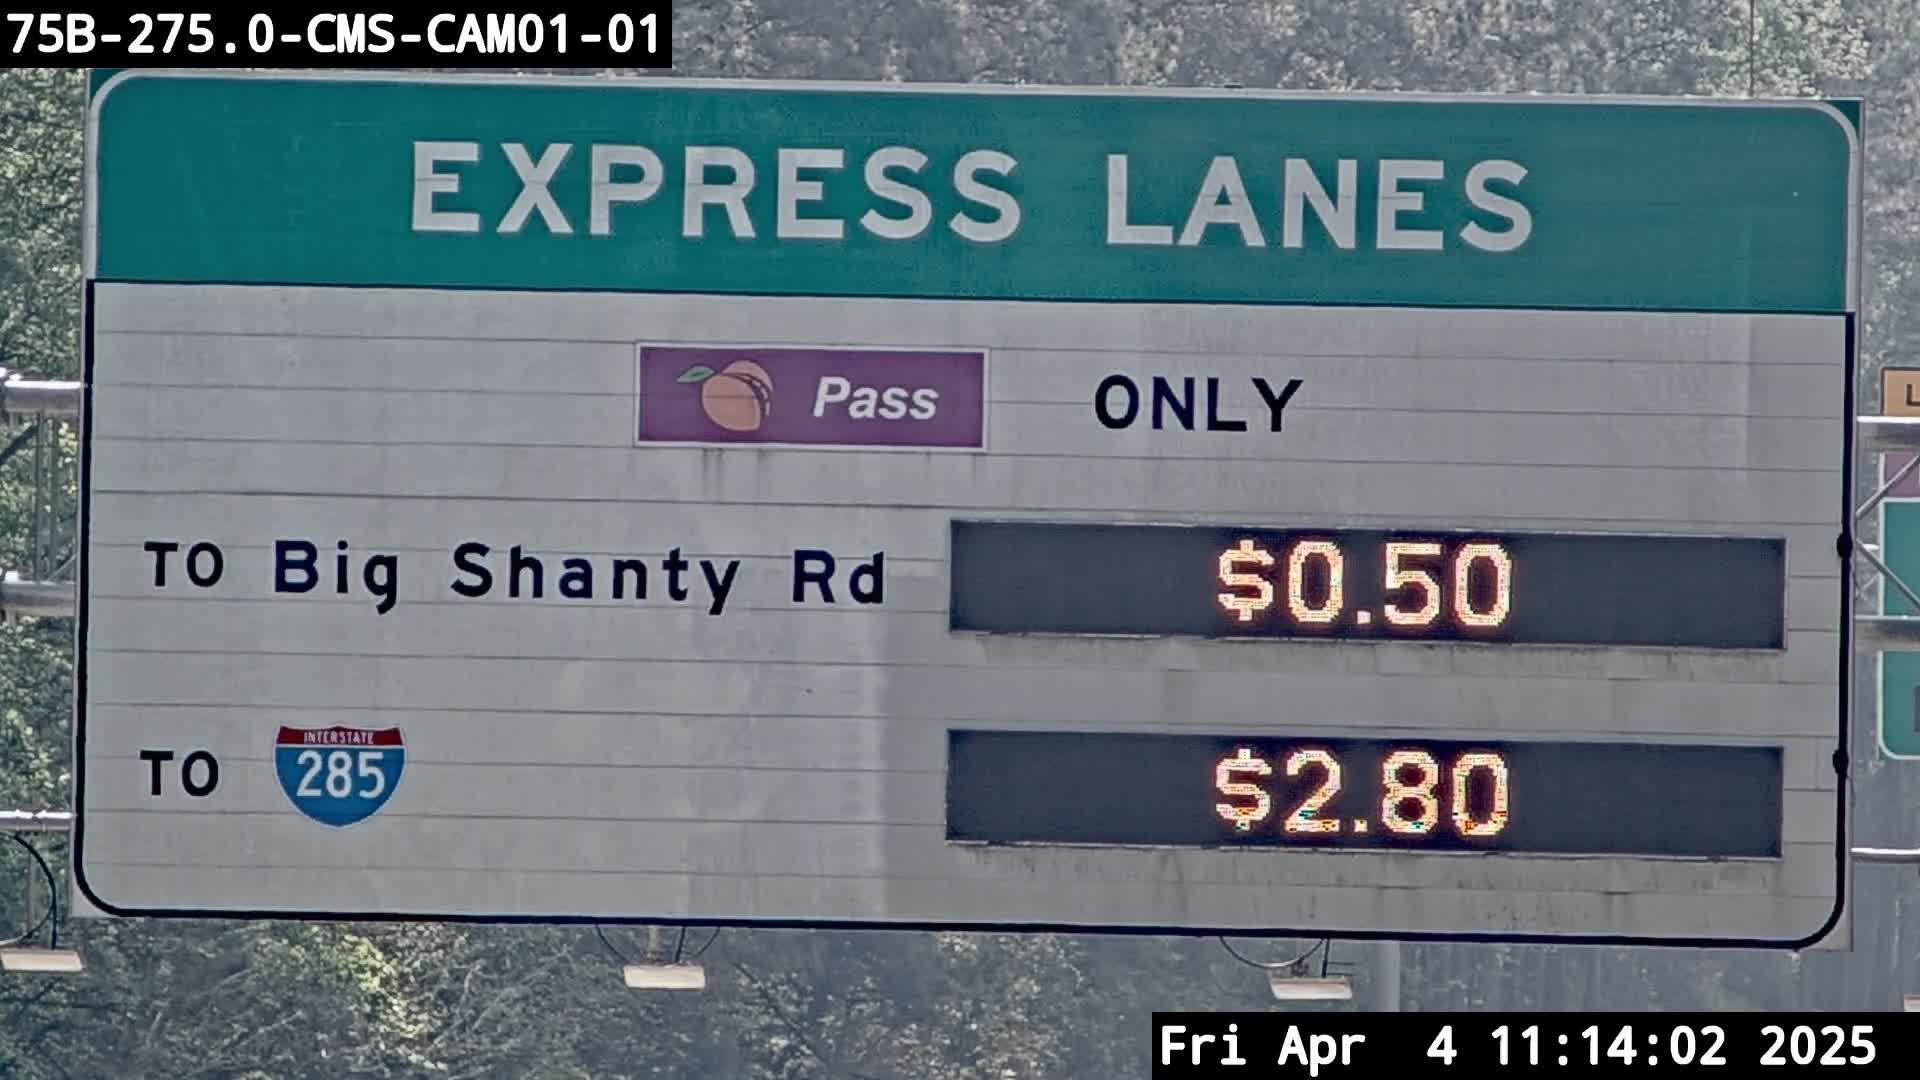 75B-275.0-CMS-CAM01-01
EXPRESS LANES
Pass ONLY
TO Big Shanty Rd $0.50
INTERSTATE
TO 285 $2.80
Fri Apr 4 11:14:02 2025